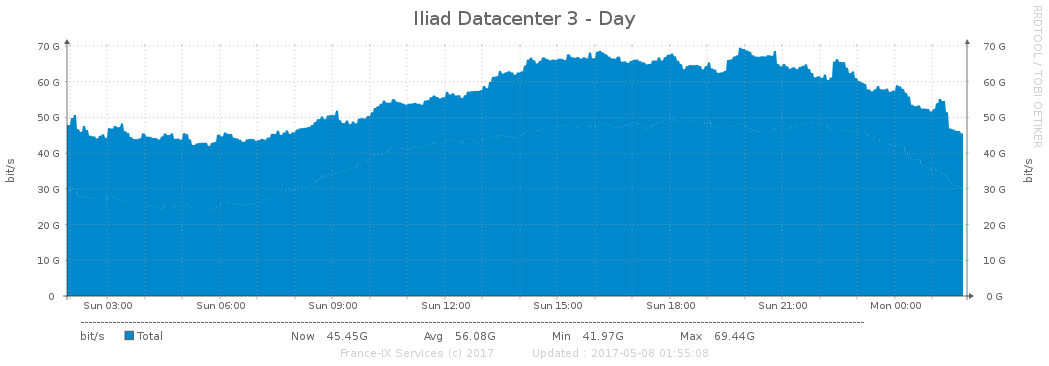 Iliad Datacenter 3 - Day
RRDTOOL / TOBI OETIKER
bit/s
70 G 70 G
60 G 60 G
50 G 50 G
40 G 40 G
30 G 30 G
20 G 20 G
10 G 10 G
0 0 G
bit/s
Sun 03:00 Sun 06:00 Sun 09:00 Sun 12:00 Sun 15:00 Sun 18:00 Sun 21:00 Mon 00:00
bit/s Total Now 45.45G Avg 56.08G Min 41.97G Max 69.44G
France-IX Services (c) 2017 Updated : 2017-05-08 01:55:08